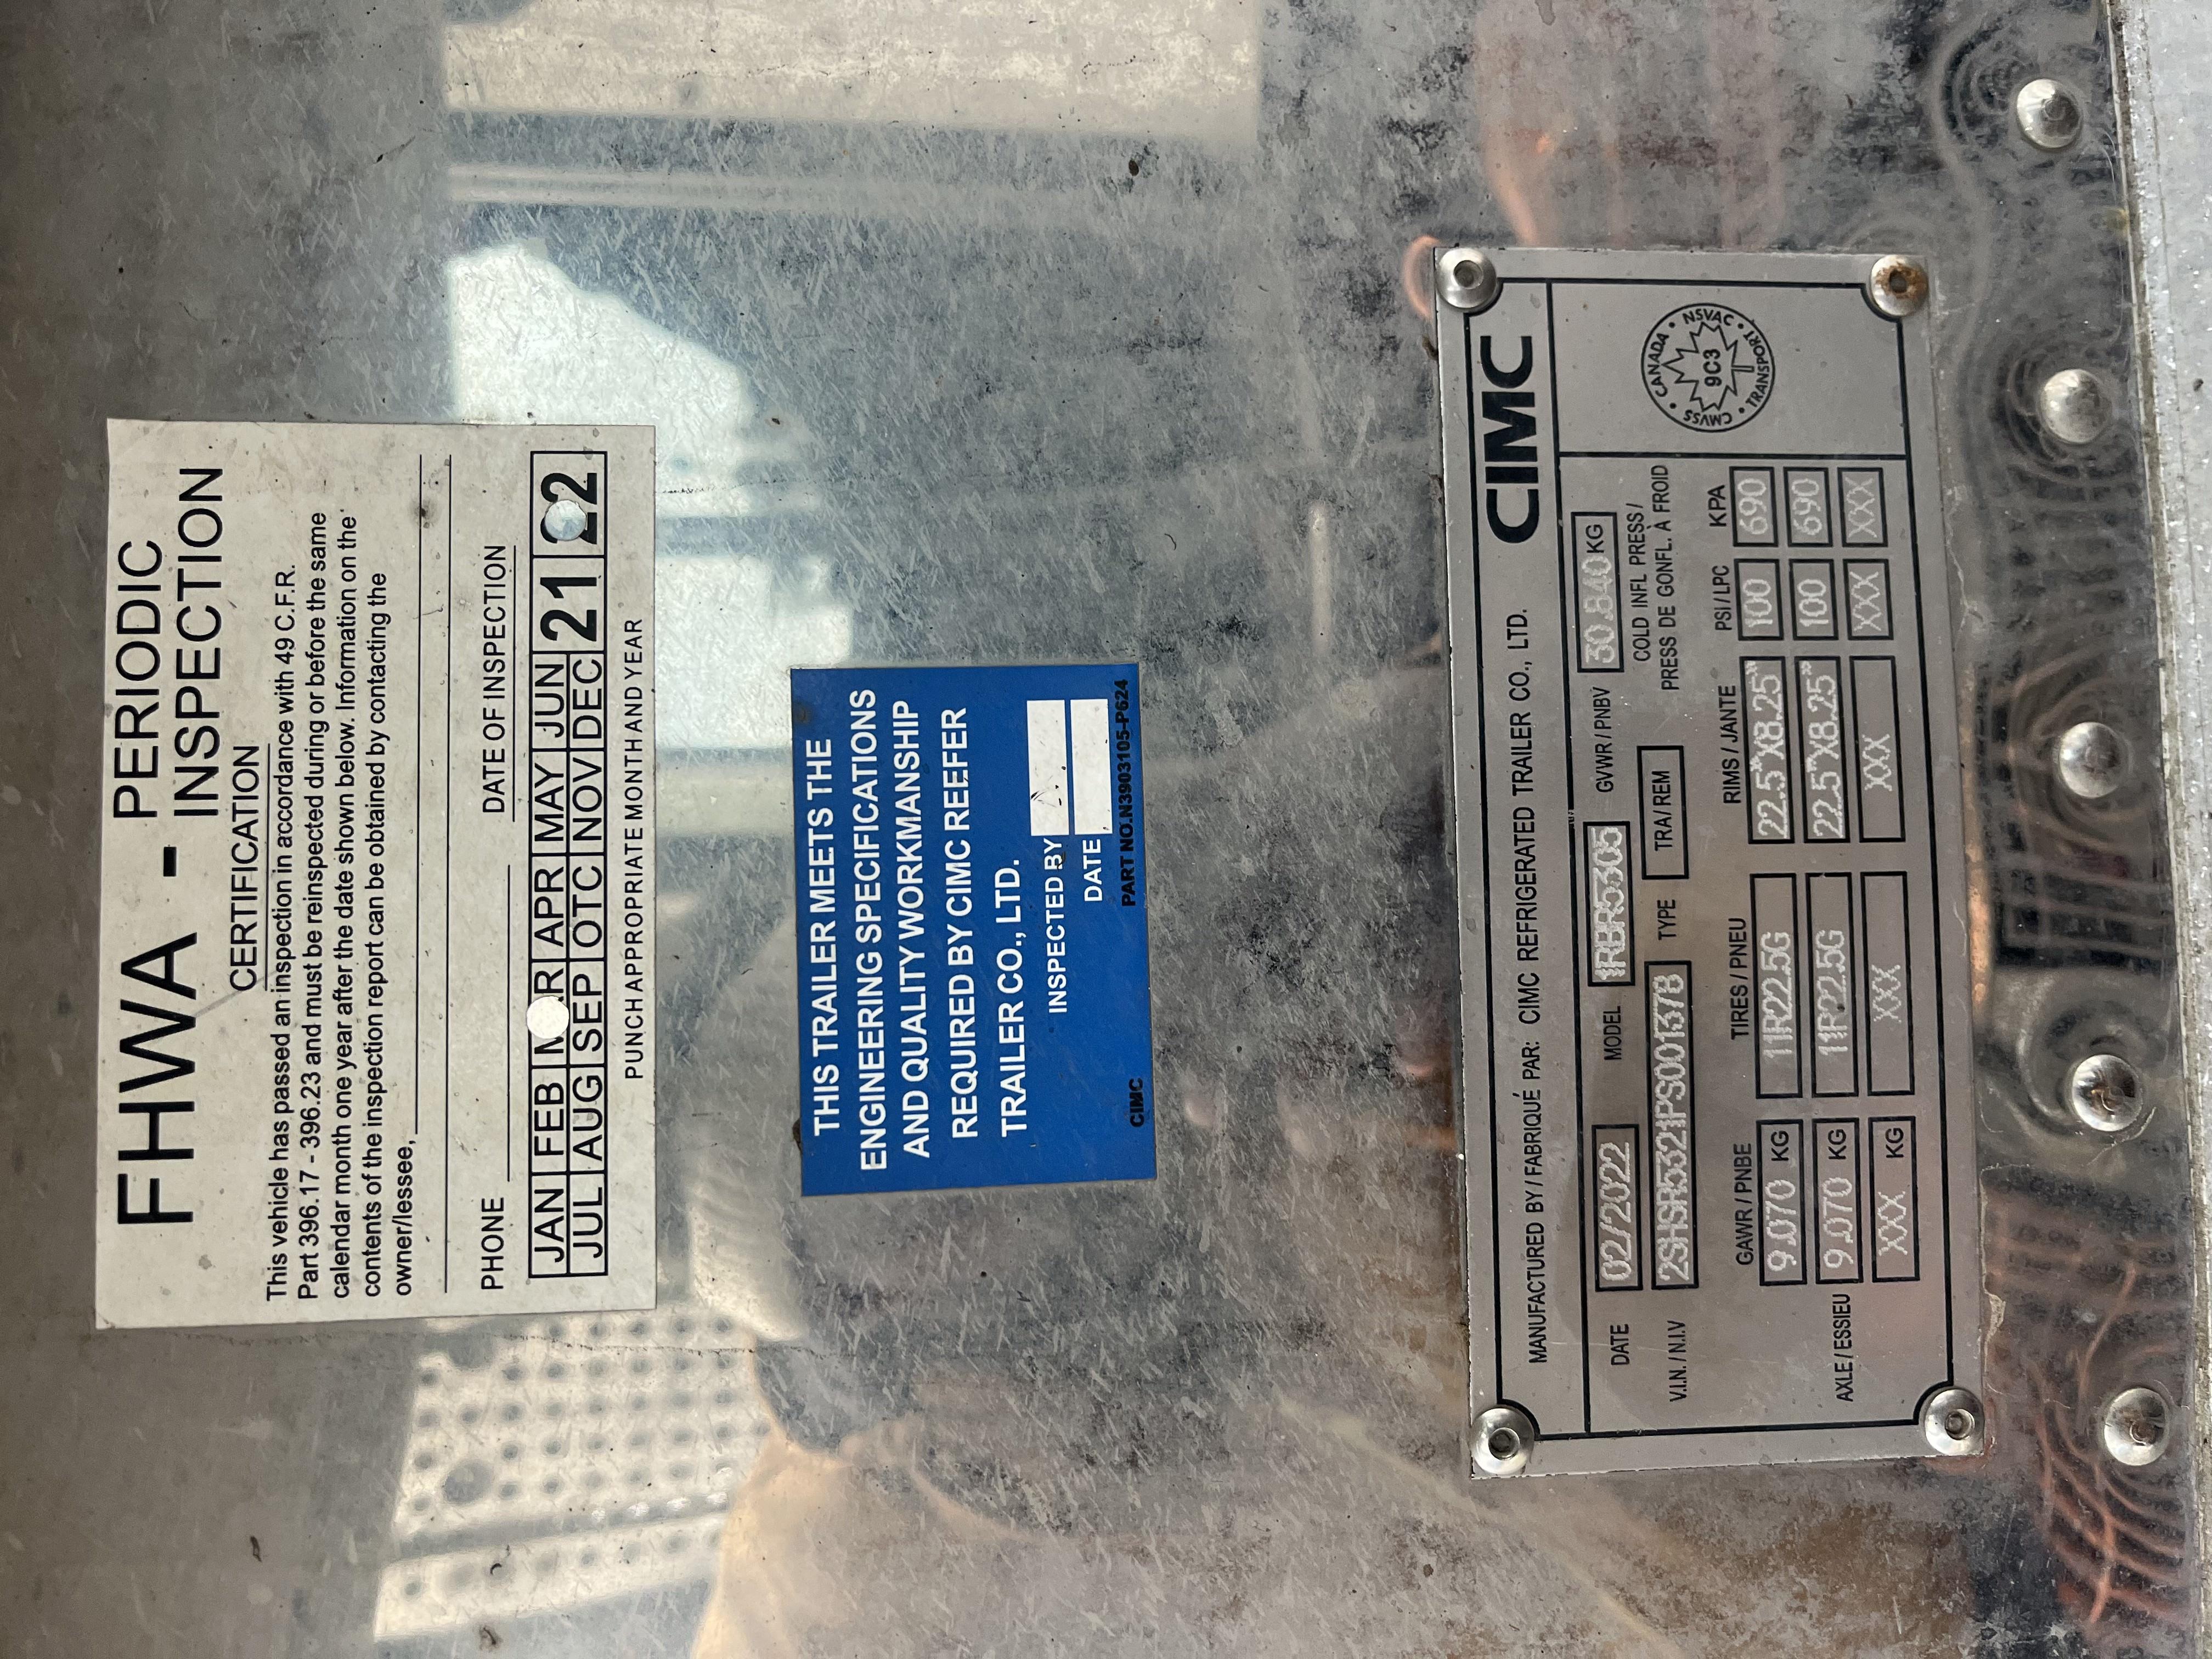 FHWA - PERIODIC
INSPECTION
CERTIFICATION
This vehicle has passed an inspection in accordance with 49 C.F.R.
Part 396.17 - 396.23 and must be reinspected during or before the same
calendar month one year after the date shown below. Information on the
contents of the inspection report can be obtained by contacting the
owner/lessee,
PHONE DATE OF INSPECTION
JAN FEB M R APR MAY JUN 21 22
JUL AUG SEP OTC NOV DEC
PUNCH APPROPRIATE MONTH AND YEAR
THIS TRAILER MEETS THE
ENGINEERING SPECIFICATIONS
AND QUALITY WORKMANSHIP
REQUIRED BY CIMC REEFER
TRAILER CO., LTD.
INSPECTED BY
DATE
CIMC PART NO.N3903105-P624
MANUFACTURED BY / FABRIQUÉ PAR: CIMC REFRIGERATED TRAILER CO., LTD. CIMC
DATE 02/2022 MODEL 1RBR5305 GVWR / PNBV 30,840 KG
V.I.N. / N.I.V 2SHSR5321PS001378 TYPE TRA/REM COLD INFL PRESS /
PRESS DE GONFL. À FROID
GAWR / PNBE TIRES / PNEU RIMS / JANTE PSI / LPC KPA
9,070 KG 11R22.5G 22.5"X8.25" 100 690
AXLE / ESSIEU 9,070 KG 11R22.5G 22.5"X8.25" 100 690
XXX KG XXX XXX XXX XXX
CANADA • NSVAC • TRANSPORT • CMVSS •
9C3